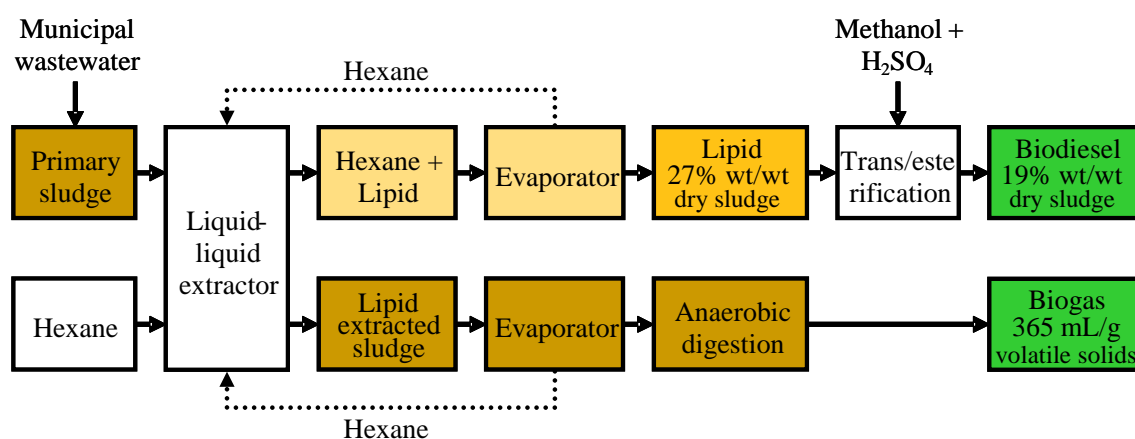 Municipal
wastewater
Methanol +
H₂SO₄
Hexane
Primary
sludge
Liquid-
liquid
extractor
Hexane +
Lipid
Evaporator
Lipid
27% wt/wt
dry sludge
Trans/este
rification
Biodiesel
19% wt/wt
dry sludge
Hexane
Lipid
extracted
sludge
Evaporator
Anaerobic
digestion
Biogas
365 mL/g
volatile solids
Hexane